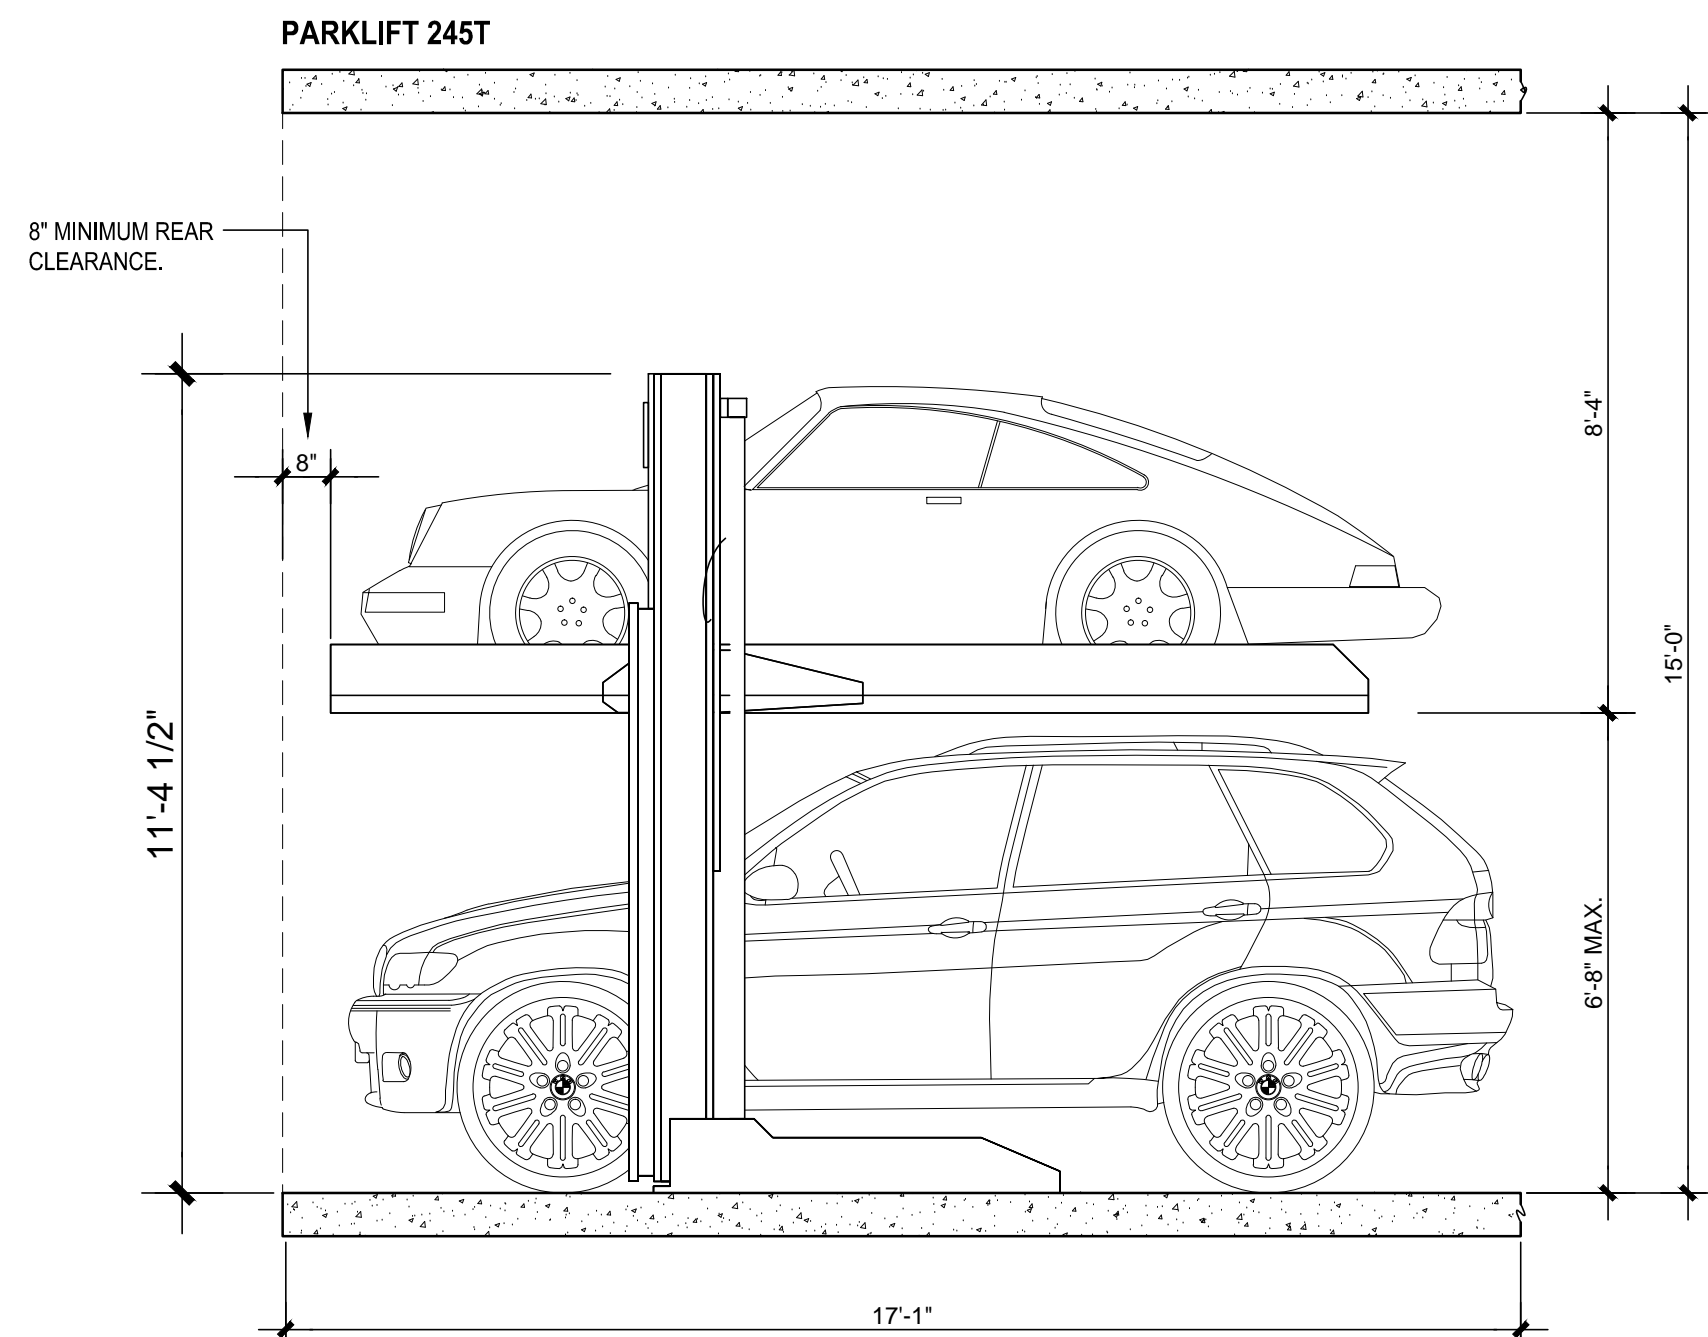 PARKLIFT 245T
8" MINIMUM REAR
CLEARANCE.
8"
11'-4 1/2"
8'-4"
15'-0"
6'-8" MAX.
17'-1"